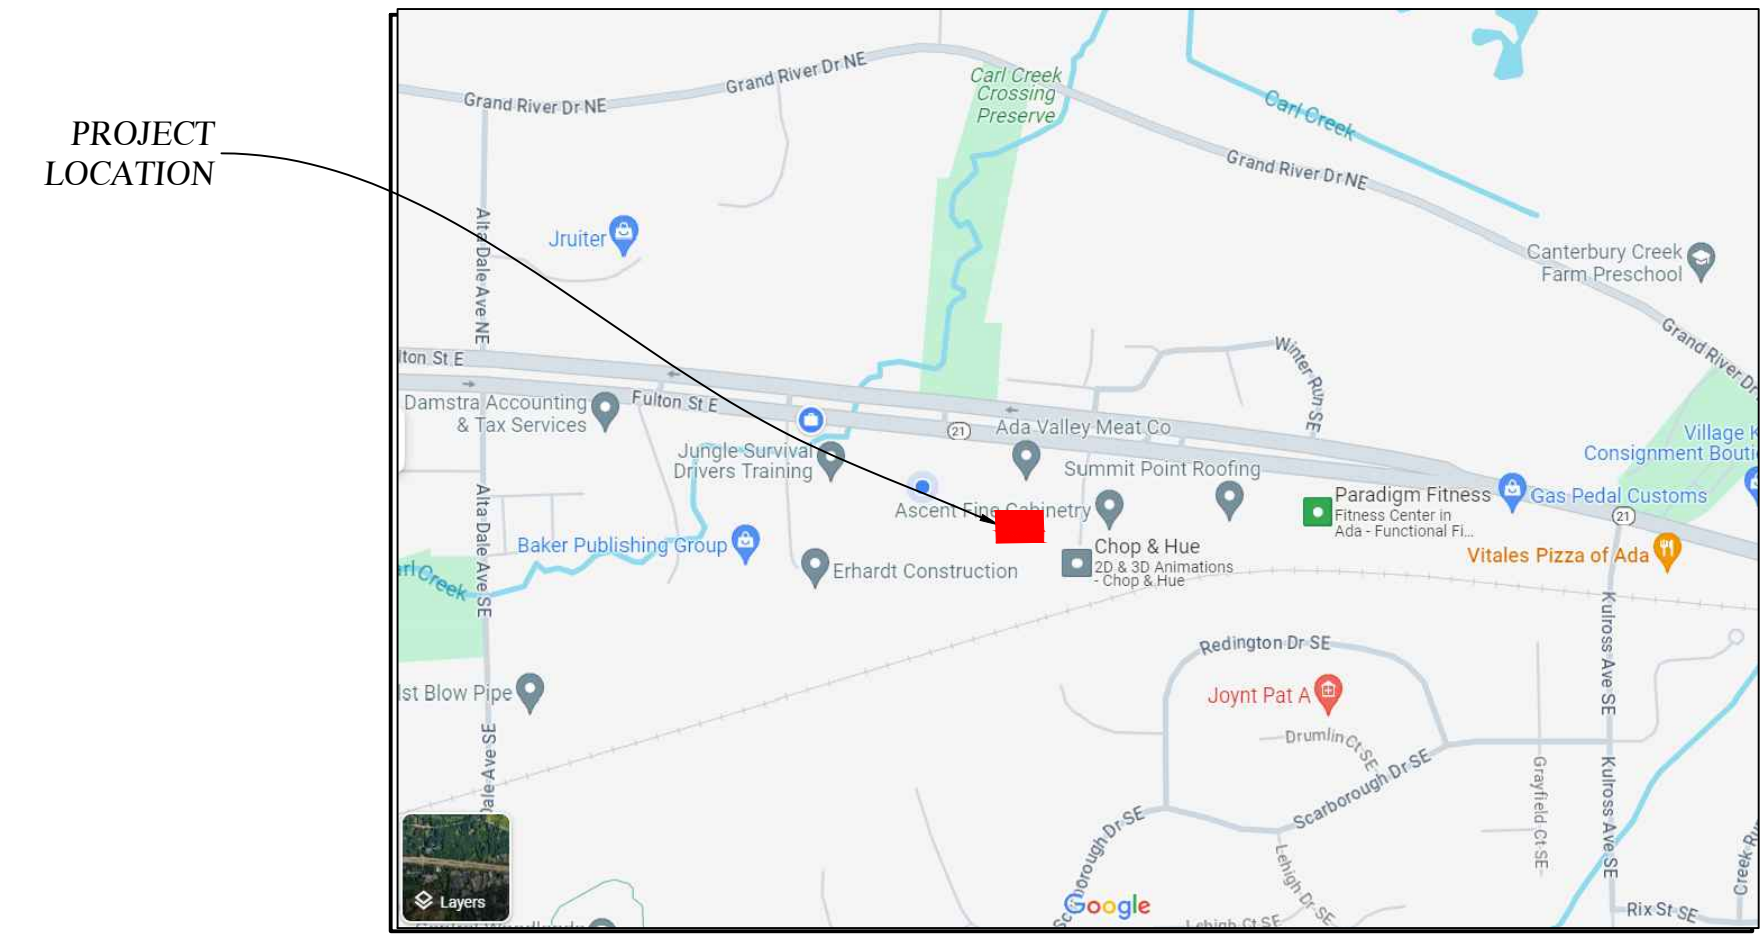 PROJECT
LOCATION
Grand River Dr NE
Grand River Dr NE
Carl Creek
Crossing
Preserve
Carl Creek
Grand River Dr NE
Alta Dale Ave NE
Jruiter
Canterbury Creek
Farm Preschool
Grand River Dr
lton St E
Winter Run SE
Damstra Accounting
& Tax Services
Fulton St E
21
Ada Valley Meat Co
Village K
Consignment Bouti
Jungle Survival
Drivers Training
Summit Point Roofing
Alta Dale Ave SE
Ascent Fine Cabinetry
Paradigm Fitness
Fitness Center in
Ada - Functional Fi...
Gas Pedal Customs
21
Baker Publishing Group
Chop & Hue
2D & 3D Animations
- Chop & Hue
Vitales Pizza of Ada
Erhardt Construction
arl Creek
Kulross Ave SE
Redington Dr SE
lst Blow Pipe
Joynt Pat A
Drumlin Ct SE
Dale Ave SE
Scarborough Dr SE
Grayfield Ct SE
Kulross Ave SE
Scarborough Dr SE
Lehigh Dr SE
Creek Ru
Layers
Google
Lehigh Ct SE
Rix St SE